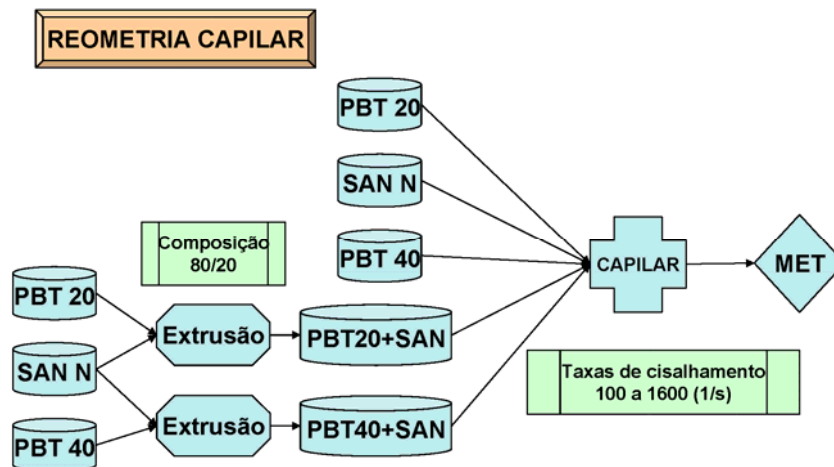 REOMETRIA CAPILAR
PBT 20
SAN N
PBT 40
Composição
80/20
PBT 20
SAN N
PBT 40
Extrusão
Extrusão
PBT20+SAN
PBT40+SAN
CAPILAR
MET
Taxas de cisalhamento
100 a 1600 (1/s)